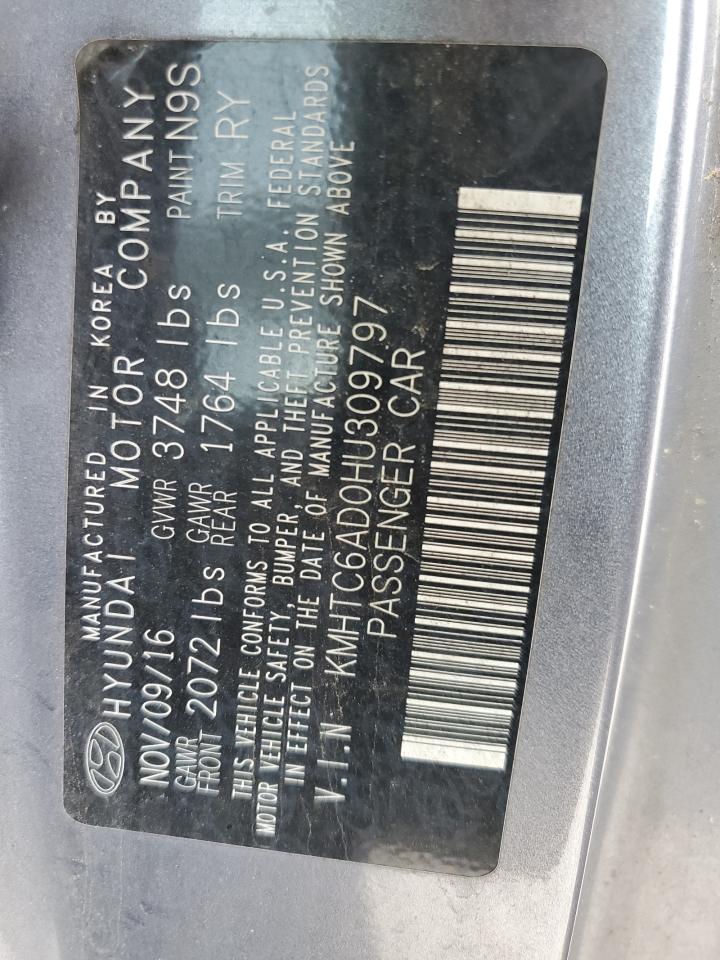 MANUFACTURED IN KOREA BY
HYUNDAI MOTOR COMPANY
NOV/09/16 GVWR 3748 lbs PAINT N9S
GAWR FRONT 2072 lbs GAWR REAR 1764 lbs TRIM RY
THIS VEHICLE CONFORMS TO ALL APPLICABLE U.S.A. FEDERAL
MOTOR VEHICLE SAFETY, BUMPER, AND THEFT PREVENTION STANDARDS
IN EFFECT ON THE DATE OF MANUFACTURE SHOWN ABOVE
V.I.N KMHTC6AD0HU309797
PASSENGER CAR